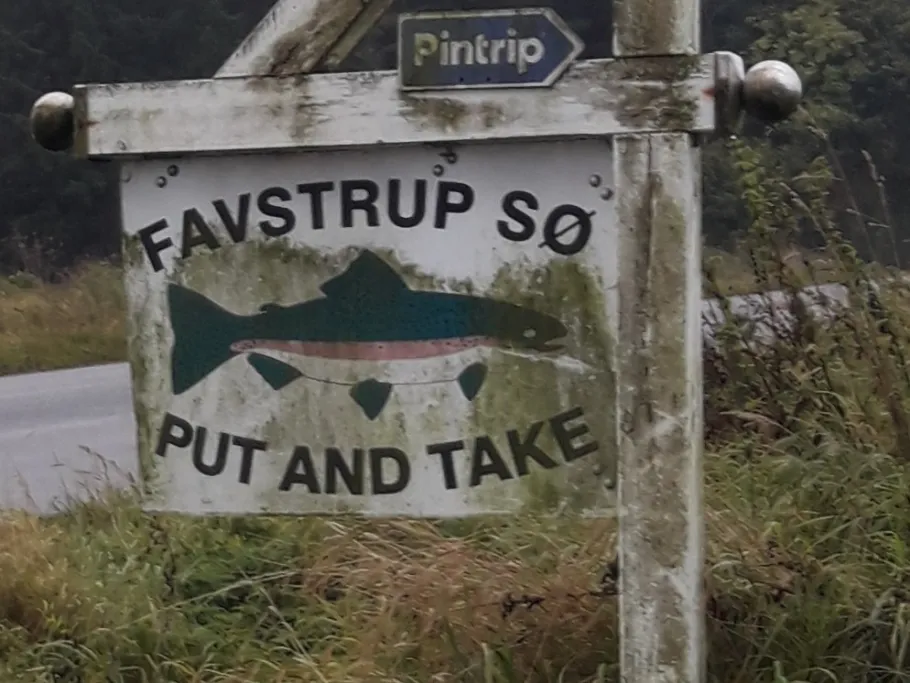 Pintrip
FAVSTRUP SØ
PUT AND TAKE